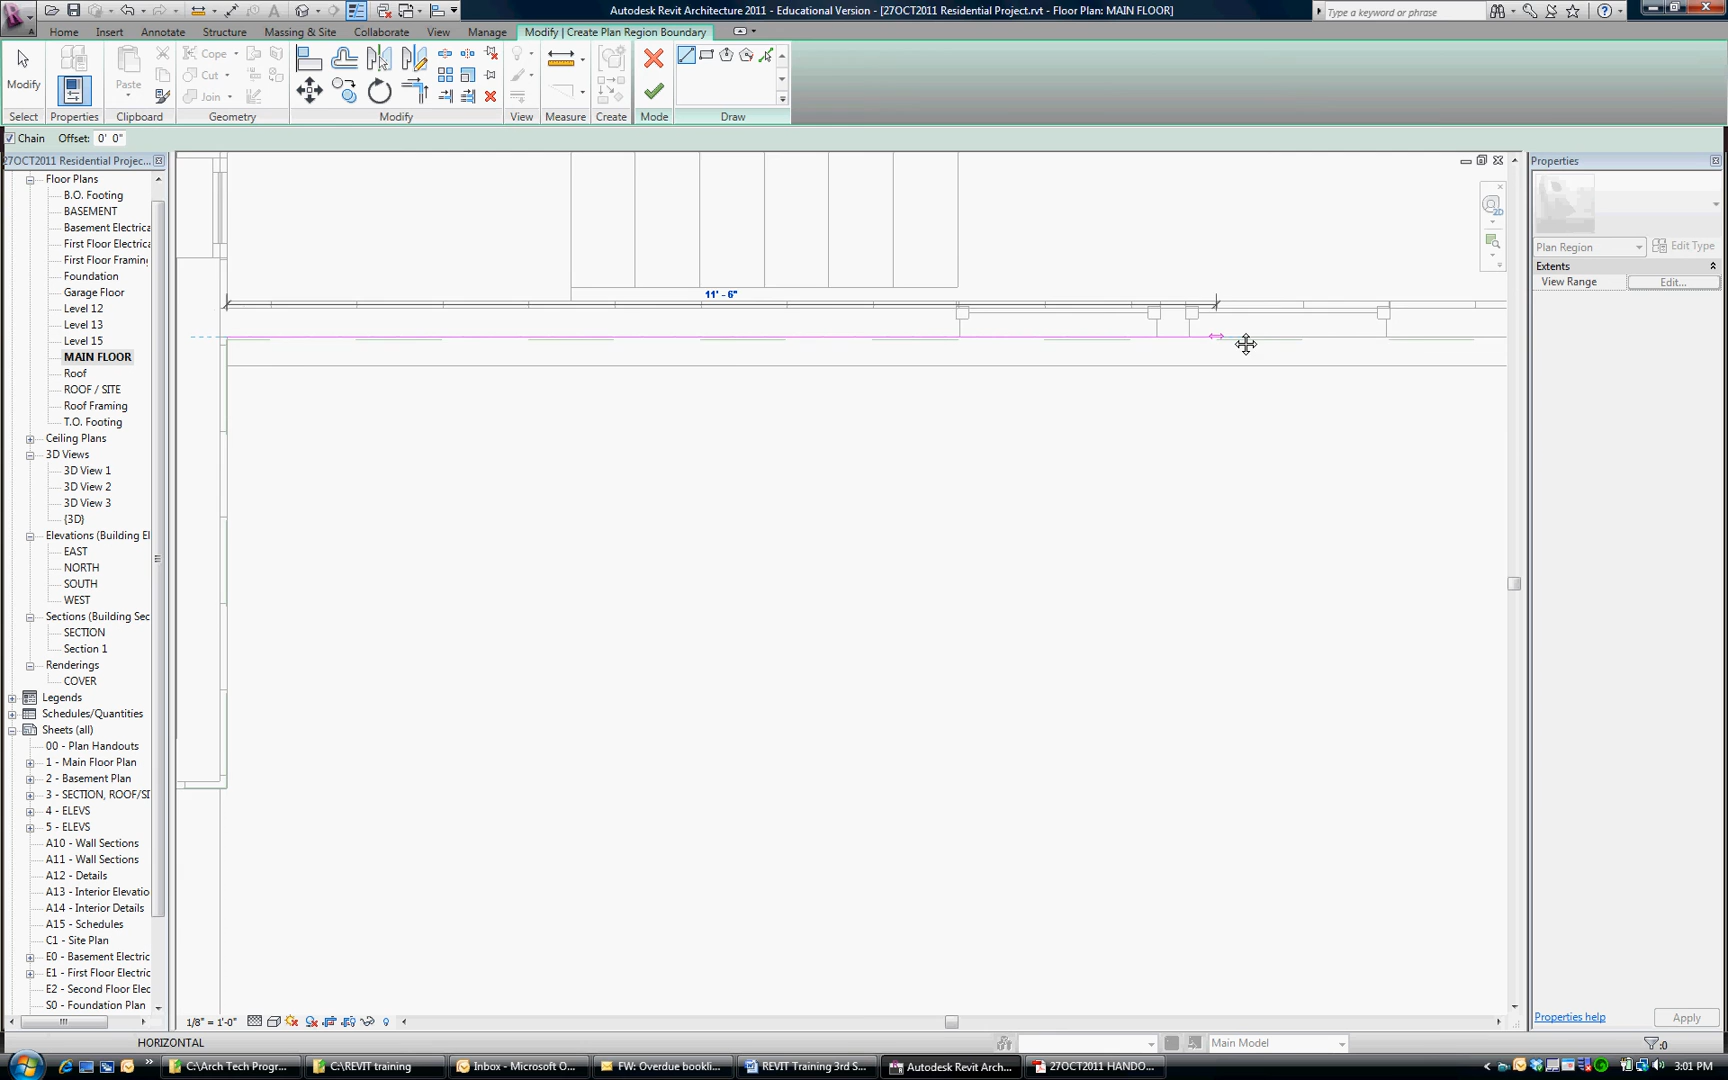 Autodesk Revit Architecture 2011 - Educational Version - [27OCT2011 Residential Project.rvt - Floor Plan: MAIN FLOOR]
Type a keyword or phrase
Home Insert Annotate Structure Massing & Site Collaborate View Manage Modify | Create Plan Region Boundary
Modify
Paste
Cope
Cut
Join
Select Properties Clipboard Geometry Modify View Measure Create Mode Draw
Chain Offset: 0' 0"
27OCT2011 Residential Projec...
Floor Plans
B.O. Footing
BASEMENT
Basement Electrica
First Floor Electrica
First Floor Framing
Foundation
Garage Floor
Level 12
Level 13
Level 15
MAIN FLOOR
Roof
ROOF / SITE
Roof Framing
T.O. Footing
Ceiling Plans
3D Views
3D View 1
3D View 2
3D View 3
{3D}
Elevations (Building El
EAST
NORTH
SOUTH
WEST
Sections (Building Sec
SECTION
Section 1
Renderings
COVER
Legends
Schedules/Quantities
Sheets (all)
00 - Plan Handouts
1 - Main Floor Plan
2 - Basement Plan
3 - SECTION, ROOF/SI
4 - ELEVS
5 - ELEVS
A10 - Wall Sections
A11 - Wall Sections
A12 - Details
A13 - Interior Elevatio
A14 - Interior Details
A15 - Schedules
C1 - Site Plan
E0 - Basement Electric
E1 - First Floor Electric
E2 - Second Floor Elec
S0 - Foundation Plan
11' - 6"
2D
Properties
Plan Region
Edit Type
Extents
View Range Edit...
Properties help
Apply
1/8" = 1'-0"
HORIZONTAL
Main Model
:0
C:\Arch Tech Progr...
C:\REVIT training
Inbox - Microsoft O...
FW: Overdue bookli...
REVIT Training 3rd S...
Autodesk Revit Arch...
27OCT2011 HANDO...
3:01 PM